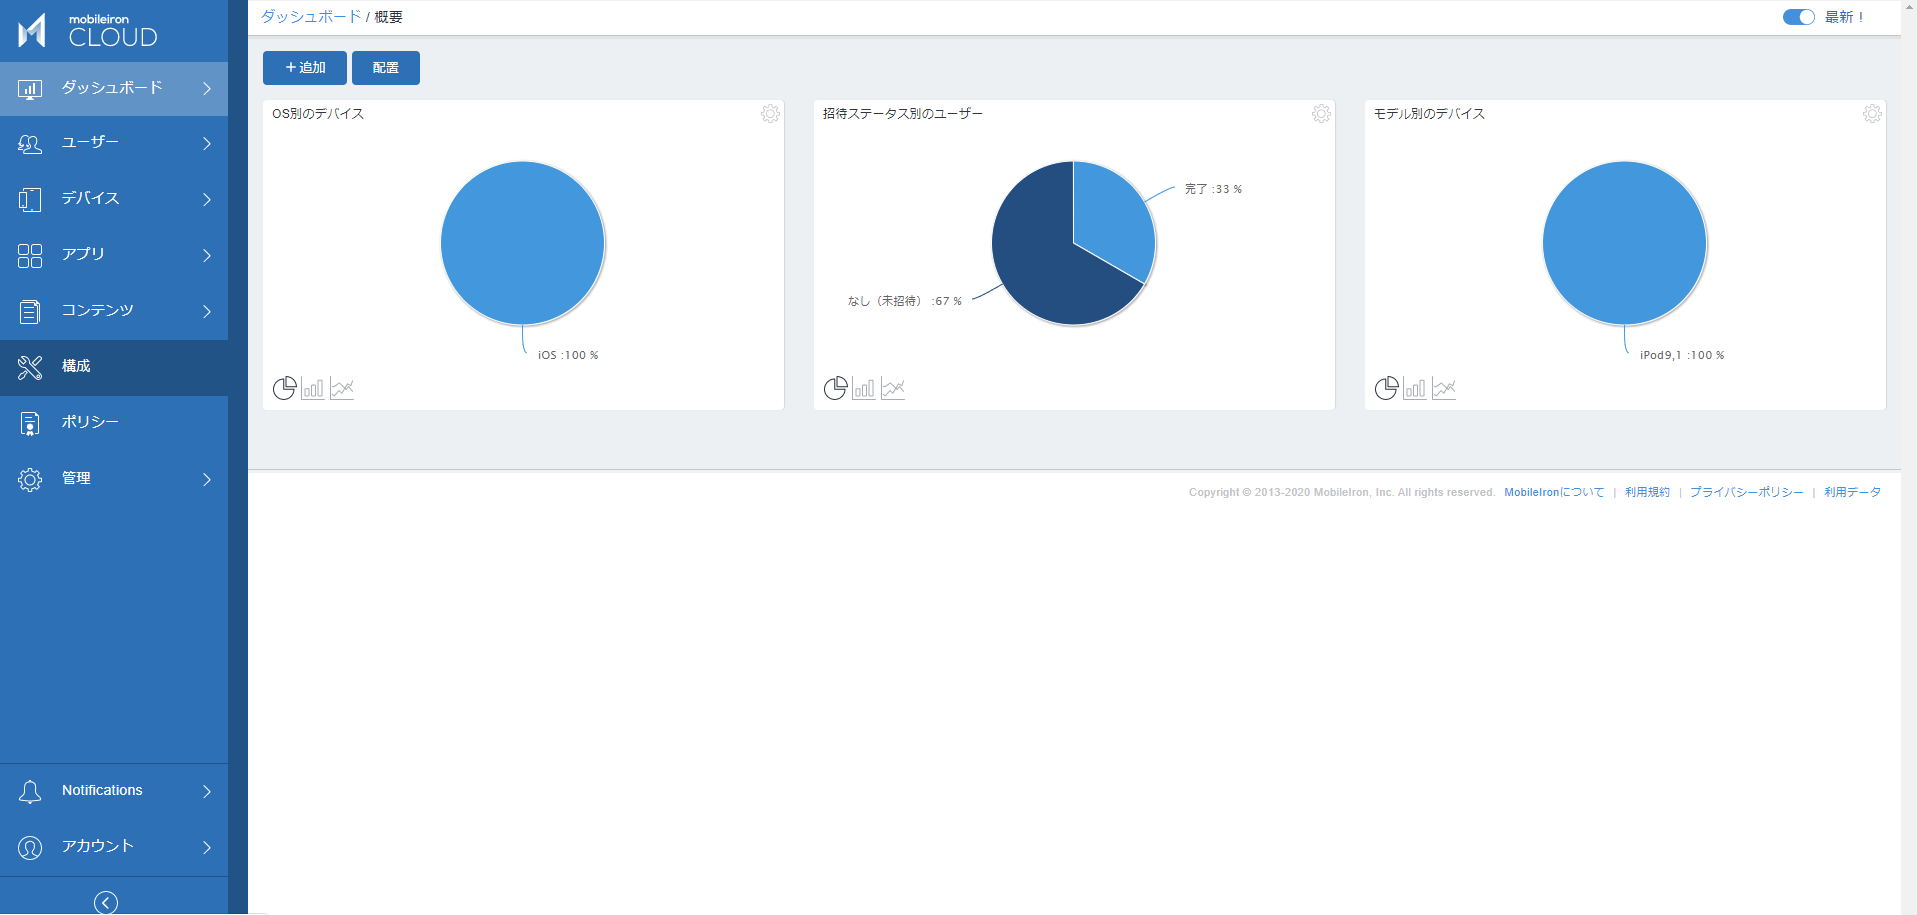 mobileiron
CLOUD
ダッシュボード
ユーザー
デバイス
アプリ
コンテンツ
構成
ポリシー
管理
Notifications
アカウント
ダッシュボード / 概要
最新！
＋追加
配置
OS別のデバイス
iOS :100 %
招待ステータス別のユーザー
完了 :33 %
なし（未招待） :67 %
モデル別のデバイス
iPod9,1 :100 %
Copyright © 2013-2020 MobileIron, Inc. All rights reserved. MobileIronについて | 利用規約 | プライバシーポリシー | 利用データ